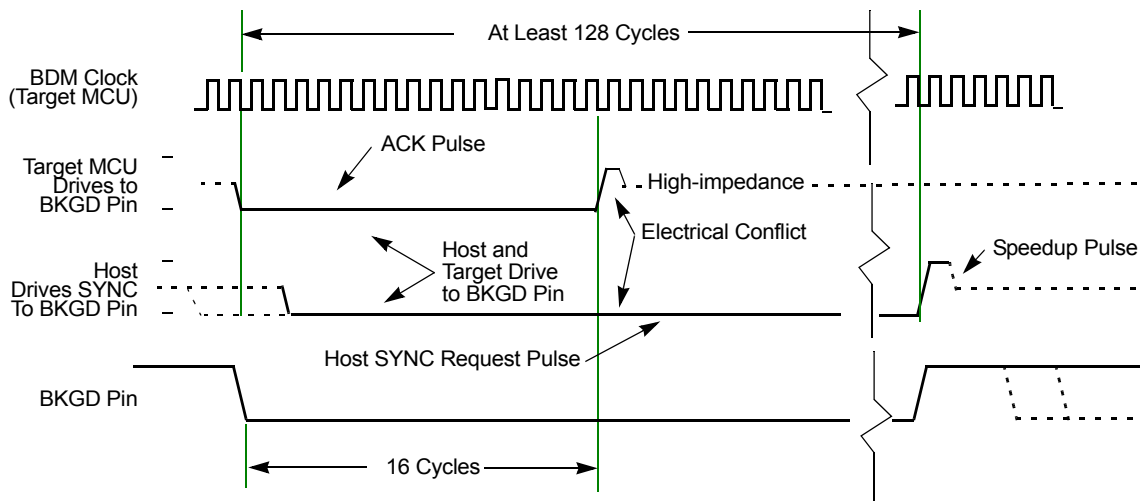 At Least 128 Cycles
BDM Clock
(Target MCU)
ACK Pulse
Target MCU
Drives to
BKGD Pin
High-impedance
Electrical Conflict
Host and
Target Drive
to BKGD Pin
Speedup Pulse
Host
Drives SYNC
To BKGD Pin
Host SYNC Request Pulse
BKGD Pin
16 Cycles